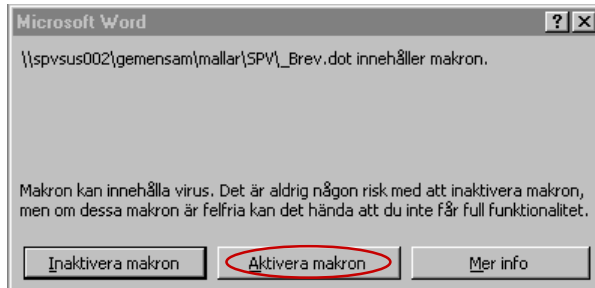 Microsoft Word
\\spvsus002\gemensam\mallar\SPV\_Brev.dot innehåller makron.
Makron kan innehålla virus. Det är aldrig någon risk med att inaktivera makron,
men om dessa makron är felfria kan det hända att du inte får full funktionalitet.
Inaktivera makron Aktivera makron Mer info